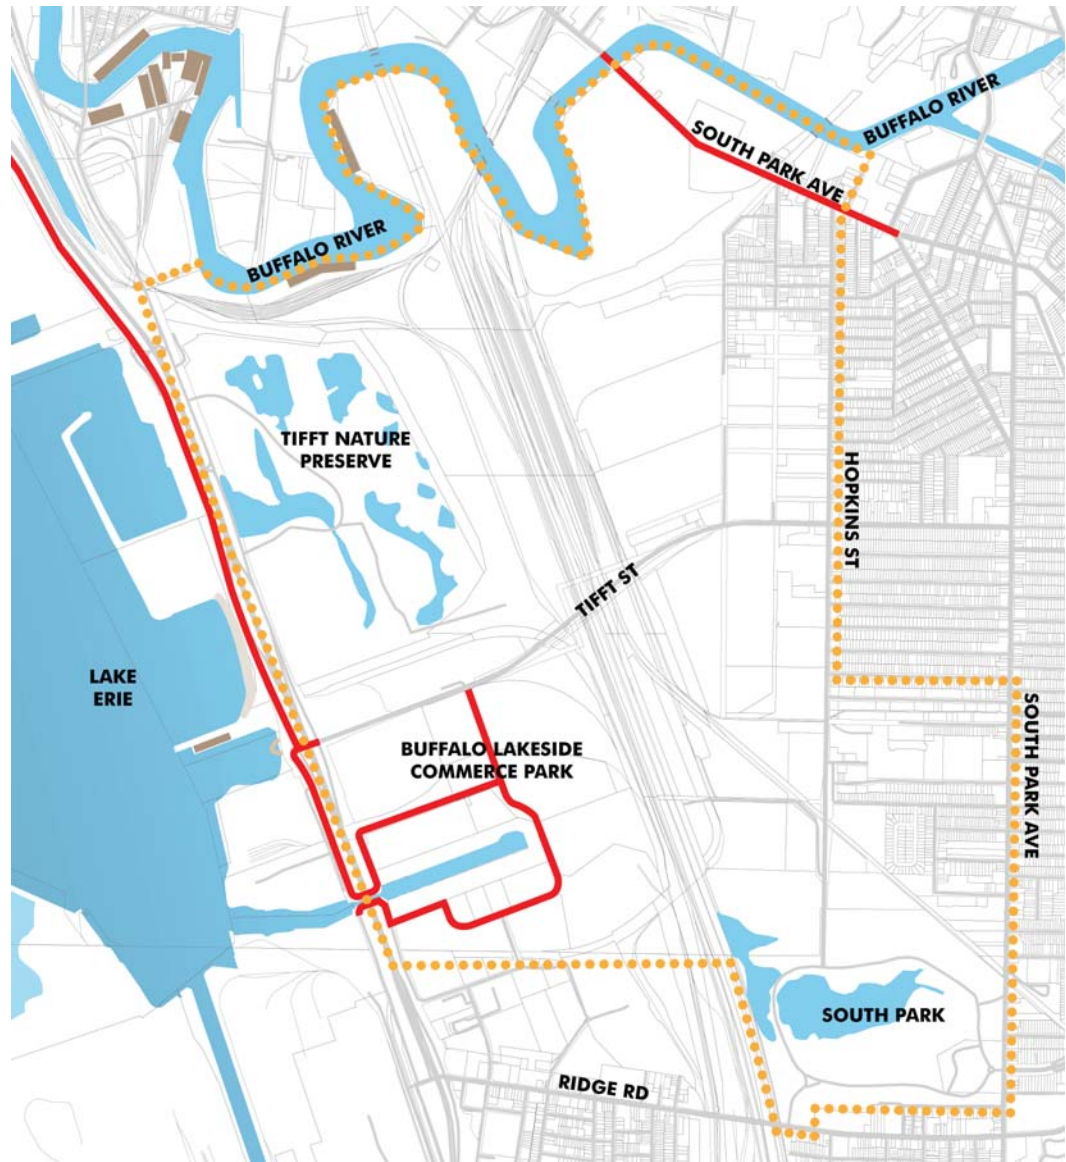 BUFFALO RIVER
SOUTH PARK AVE
BUFFALO RIVER
TIFFT NATURE
PRESERVE
HOPKINS ST
TIFFT ST
LAKE
ERIE
BUFFALO LAKESIDE
COMMERCE PARK
SOUTH PARK AVE
SOUTH PARK
RIDGE RD